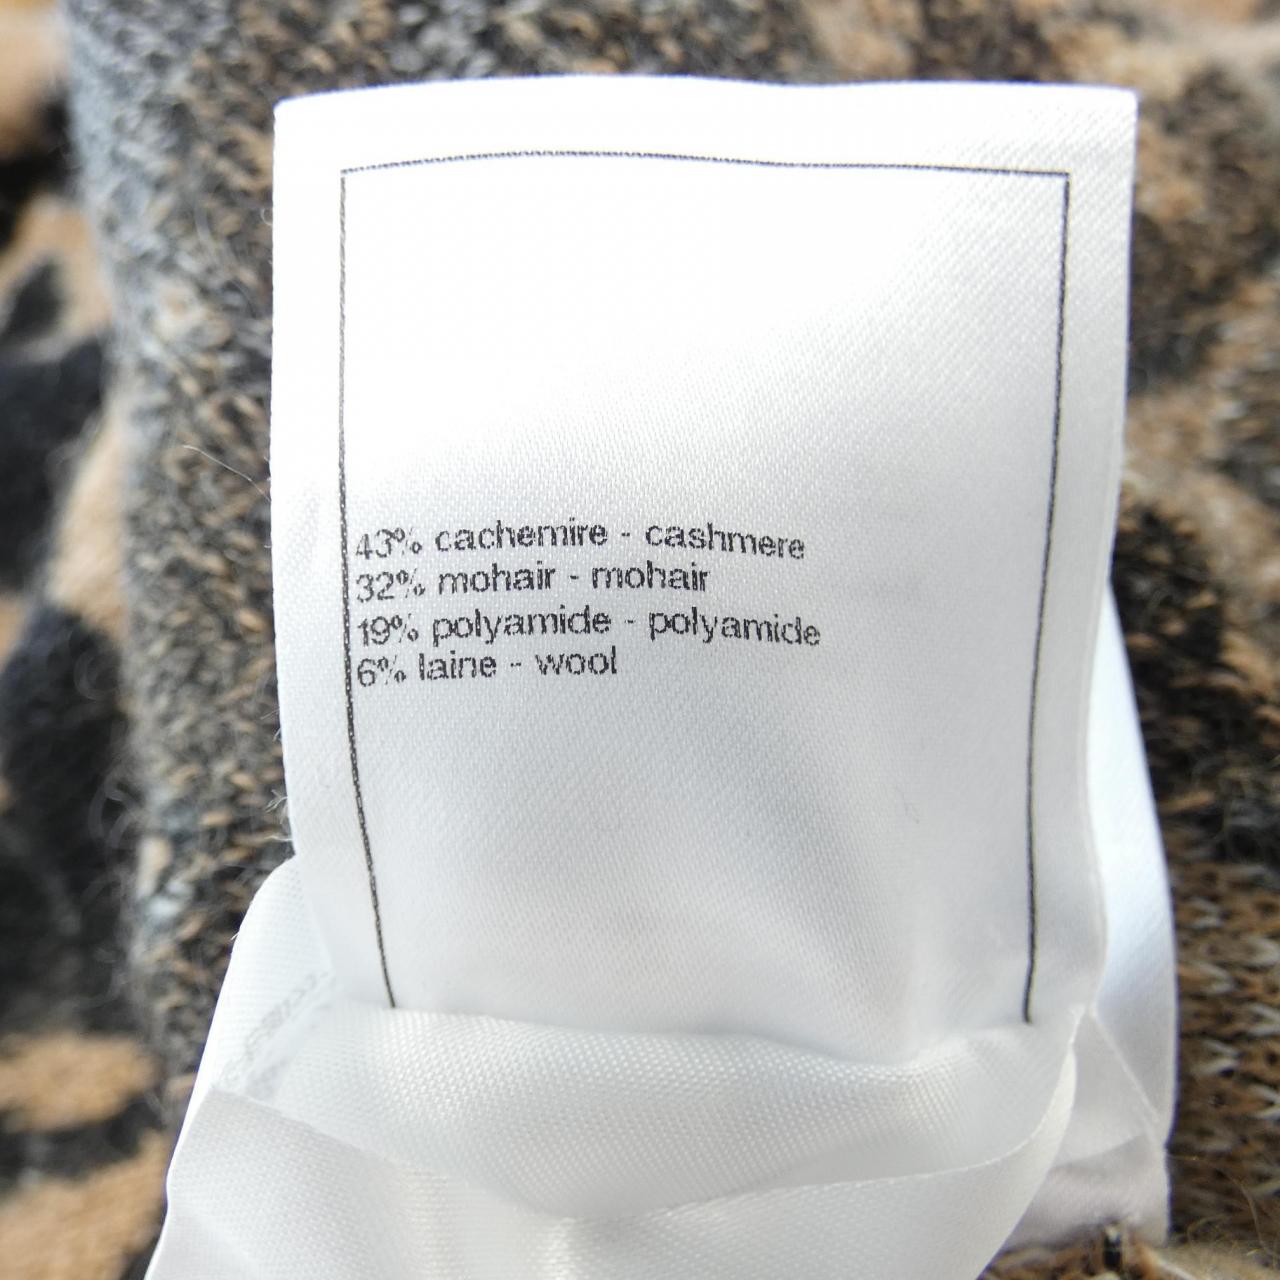 43% cachemire - cashmere
32% mohair - mohair
19% polyamide - polyamide
6% laine - wool